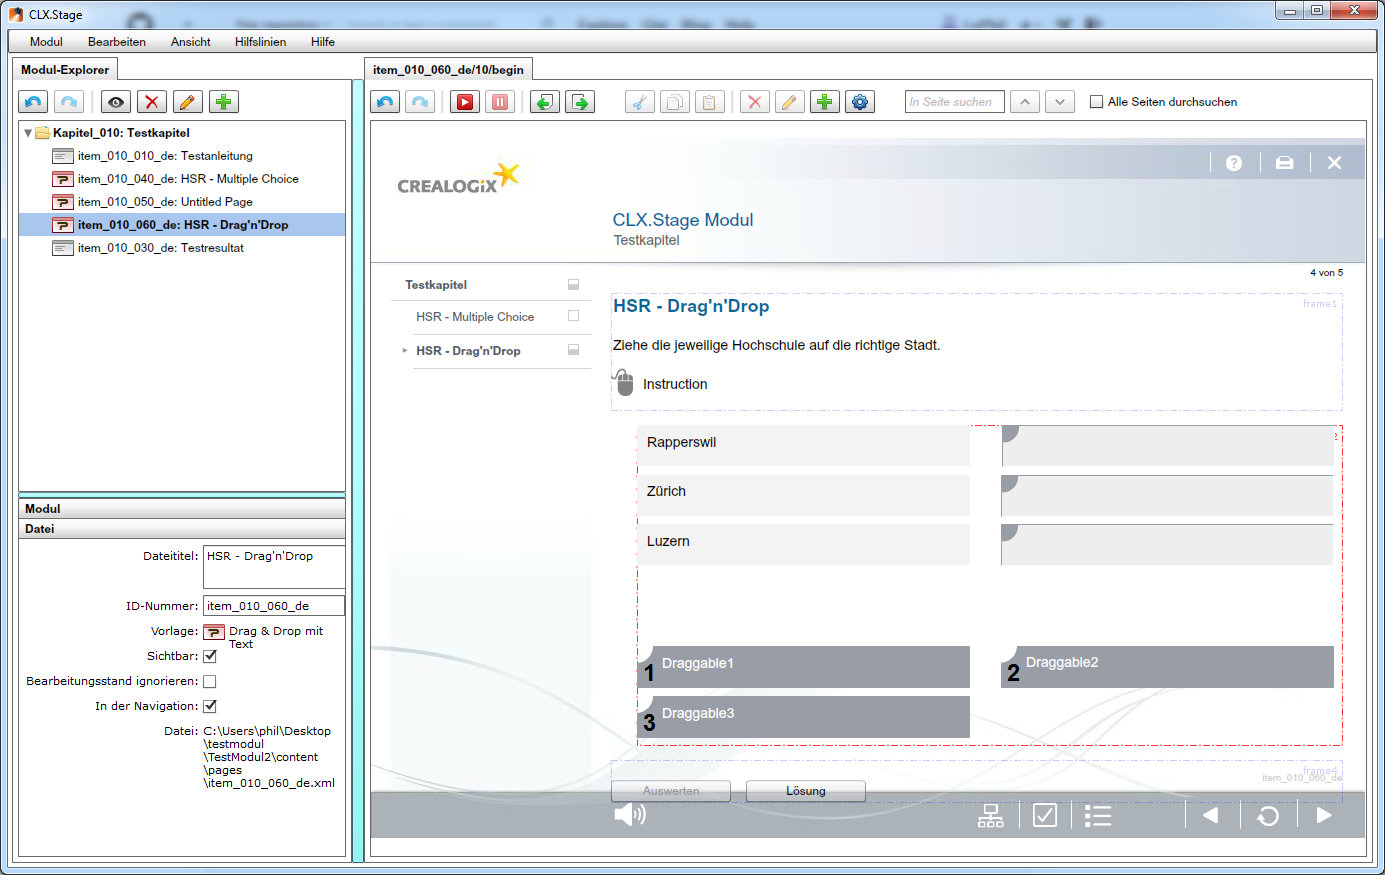 CLX.Stage
Modul Bearbeiten Ansicht Hilfslinien Hilfe
Modul-Explorer
item_010_060_de/10/begin
In Seite suchen
Alle Seiten durchsuchen
Kapitel_010: Testkapitel
item_010_010_de: Testanleitung
item_010_040_de: HSR - Multiple Choice
item_010_050_de: Untitled Page
item_010_060_de: HSR - Drag'n'Drop
item_010_030_de: Testresultat
Modul
Datei
Dateititel: HSR - Drag'n'Drop
ID-Nummer: item_010_060_de
Vorlage: Drag & Drop mit
Text
Sichtbar:
Bearbeitungsstand ignorieren:
In der Navigation:
Datei: C:\Users\phil\Desktop
\testmodul
\TestModul2\content
\pages
\item_010_060_de.xml
CREALOGIX
CLX.Stage Modul
Testkapitel
4 von 5
Testkapitel
HSR - Multiple Choice
HSR - Drag'n'Drop
HSR - Drag'n'Drop
frame1
Ziehe die jeweilige Hochschule auf die richtige Stadt.
Instruction
Rapperswil
Zürich
Luzern
1 Draggable1
2 Draggable2
3 Draggable3
frame4
item_010_060_de
Auswerten
Lösung